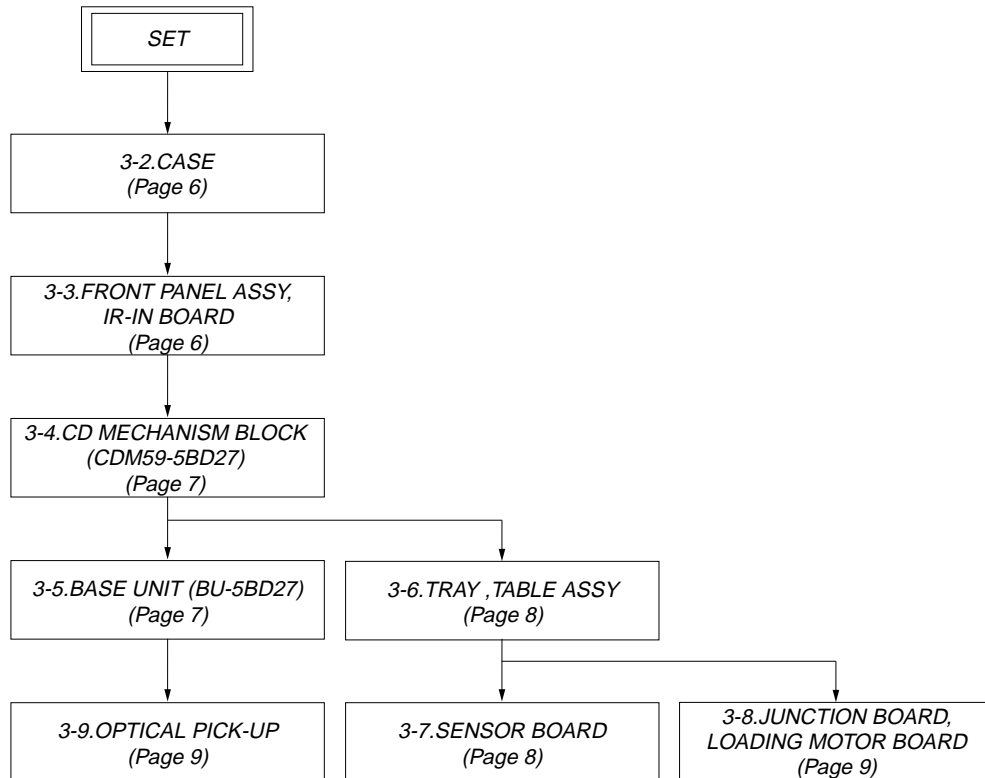 SET
3-2.CASE
(Page 6)
3-3.FRONT PANEL ASSY,
IR-IN BOARD
(Page 6)
3-4.CD MECHANISM BLOCK
(CDM59-5BD27)
(Page 7)
3-5.BASE UNIT (BU-5BD27)
(Page 7)
3-6.TRAY ,TABLE ASSY
(Page 8)
3-9.OPTICAL PICK-UP
(Page 9)
3-7.SENSOR BOARD
(Page 8)
3-8.JUNCTION BOARD,
LOADING MOTOR BOARD
(Page 9)